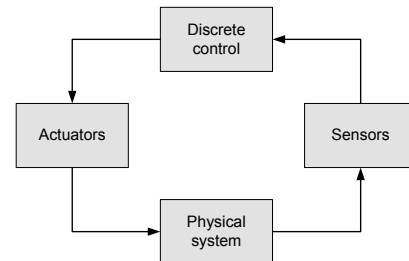 Discrete
control
Actuators
Sensors
Physical
system